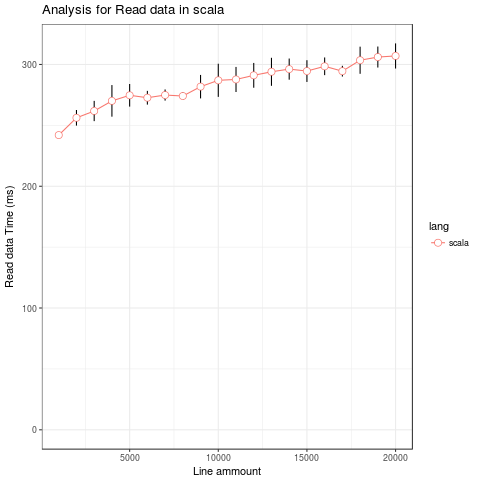 Analysis for Read data in scala
Read data Time (ms)
300
200
100
0
5000
10000
15000
20000
Line ammount
lang
scala